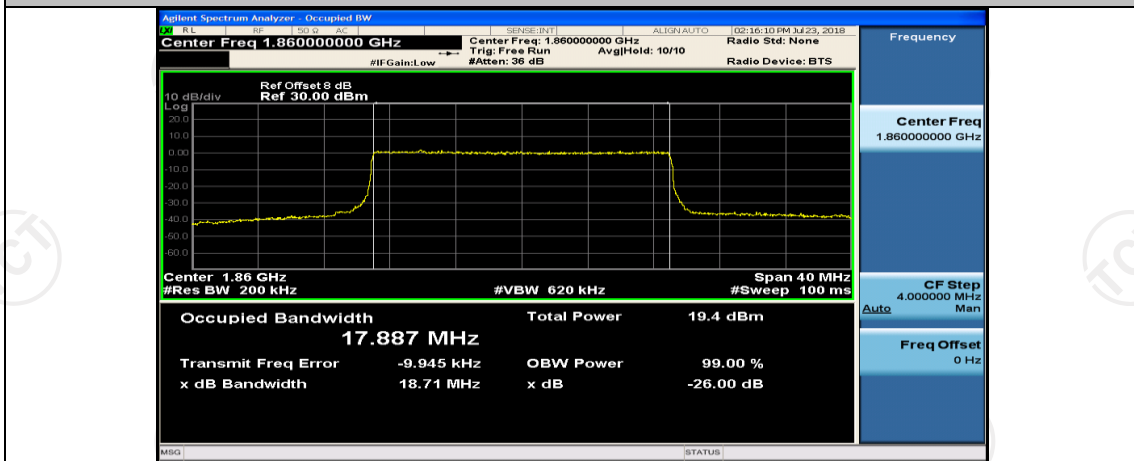 Agilent Spectrum Analyzer - Occupied BW
LXI RL RF 50 Ω AC SENSE:INT ALIGNAUTO 02:16:10 PM Jul 23, 2018
Center Freq 1.860000000 GHz
Center Freq: 1.860000000 GHz
Radio Std: None
Trig: Free Run Avg|Hold: 10/10
#IFGain:Low #Atten: 36 dB Radio Device: BTS
Ref Offset 8 dB
10 dB/div Ref 30.00 dBm
Log
20.0
10.0
0.00
-10.0
-20.0
-30.0
-40.0
-50.0
-60.0
Center 1.86 GHz Span 40 MHz
#Res BW 200 kHz #VBW 620 kHz #Sweep 100 ms
Occupied Bandwidth Total Power 19.4 dBm
17.887 MHz
Transmit Freq Error -9.945 kHz OBW Power 99.00 %
x dB Bandwidth 18.71 MHz x dB -26.00 dB
MSG STATUS
Frequency
Center Freq
1.860000000 GHz
CF Step
4.000000 MHz
Auto Man
Freq Offset
0 Hz
TCT